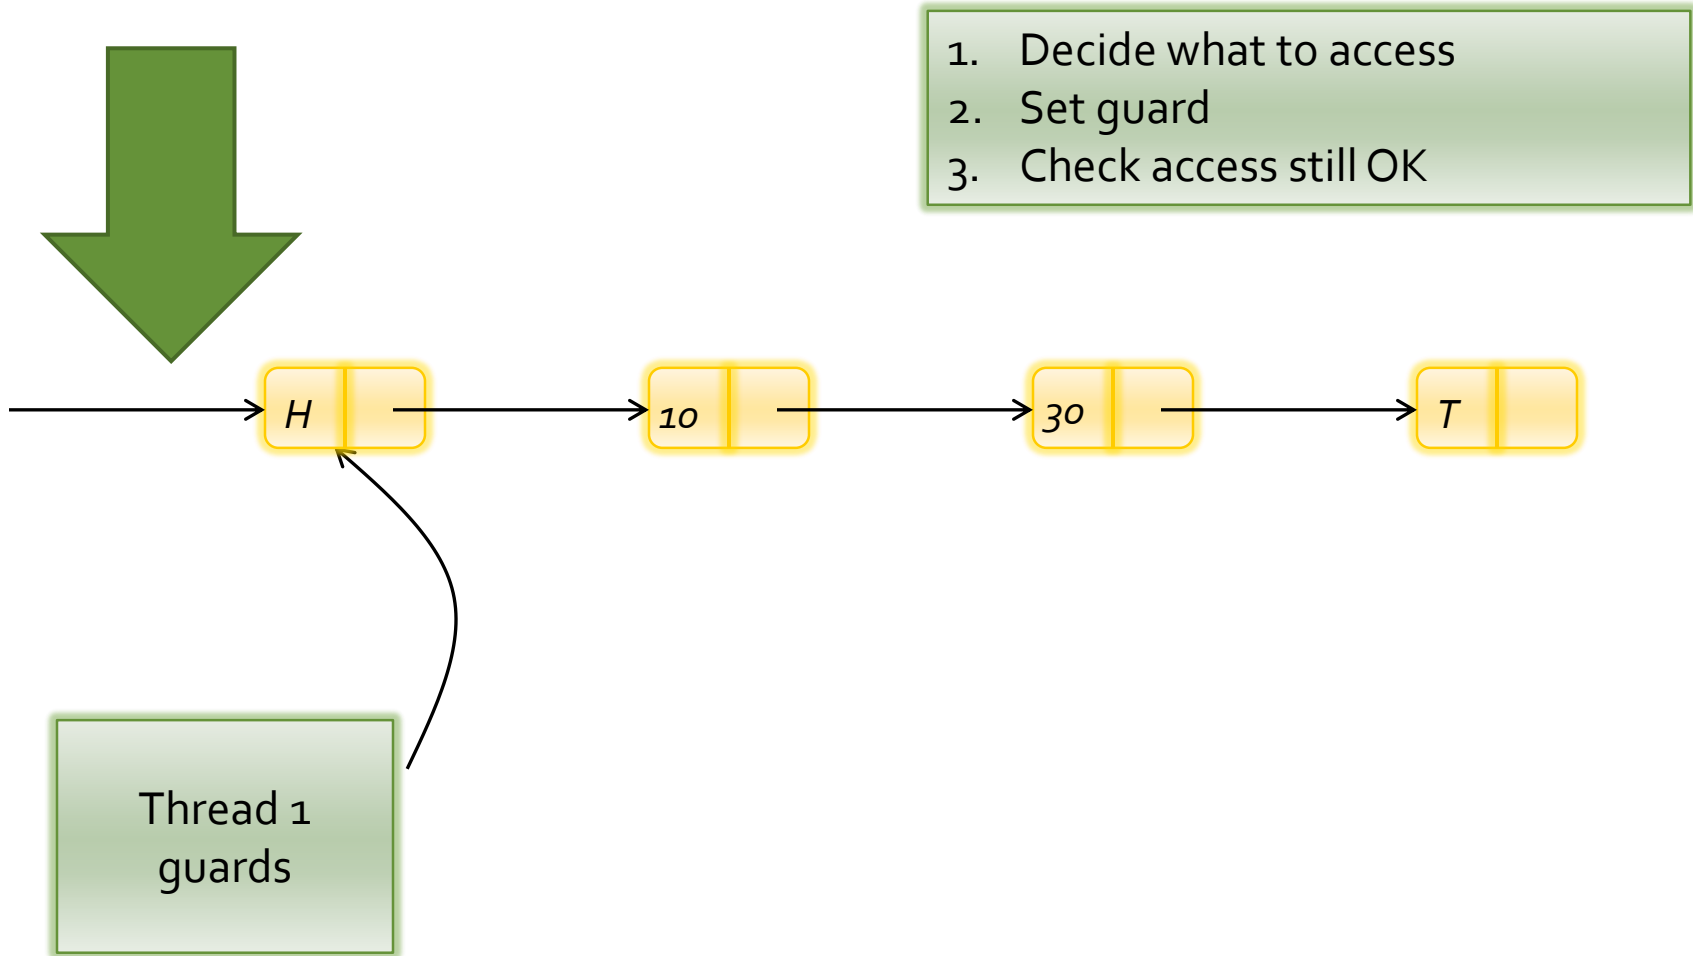 1. Decide what to access
2. Set guard
3. Check access still OK
H
10
30
T
Thread 1
guards